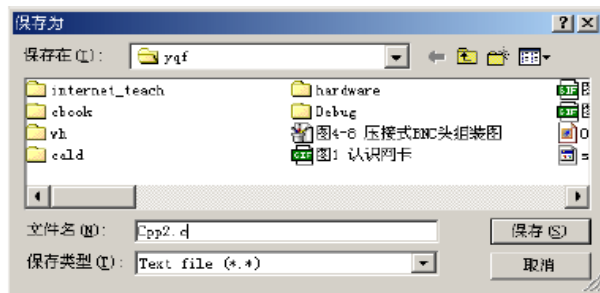 保存为
保存在(I): yqf
internet_teach hardware
ebook Debug
vh 图4-8 压接式BNC头组装图 O
cald 图1 认识网卡 s
文件名(N): Cpp2.c 保存(S)
保存类型(T): Text file (*.*) 取消